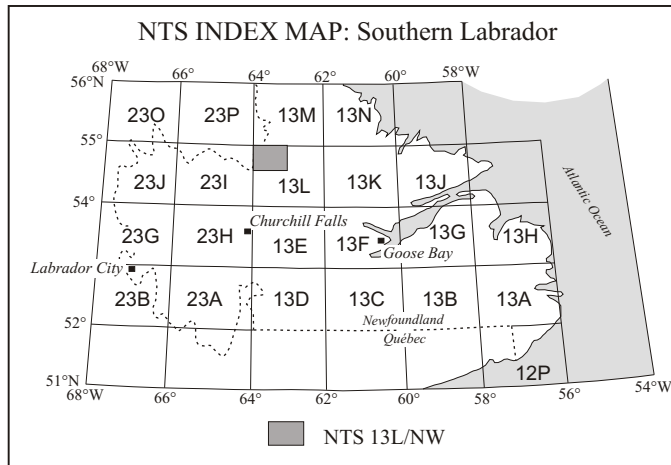 NTS INDEX MAP: Southern Labrador
68°W
66°
64°
62°
60°
58°W
56°N
23O
23P
13M
13N
55°
23J
23I
13L
13K
13J
Atlantic Ocean
54°
Churchill Falls
23G
23H
13E
13F
13G
13H
Goose Bay
Labrador City
53°
23B
23A
13D
13C
13B
13A
52°
Newfoundland
Québec
12P
51°N
68°W
66°
64°
62°
60°
58°
56°
54°W
NTS 13L/NW